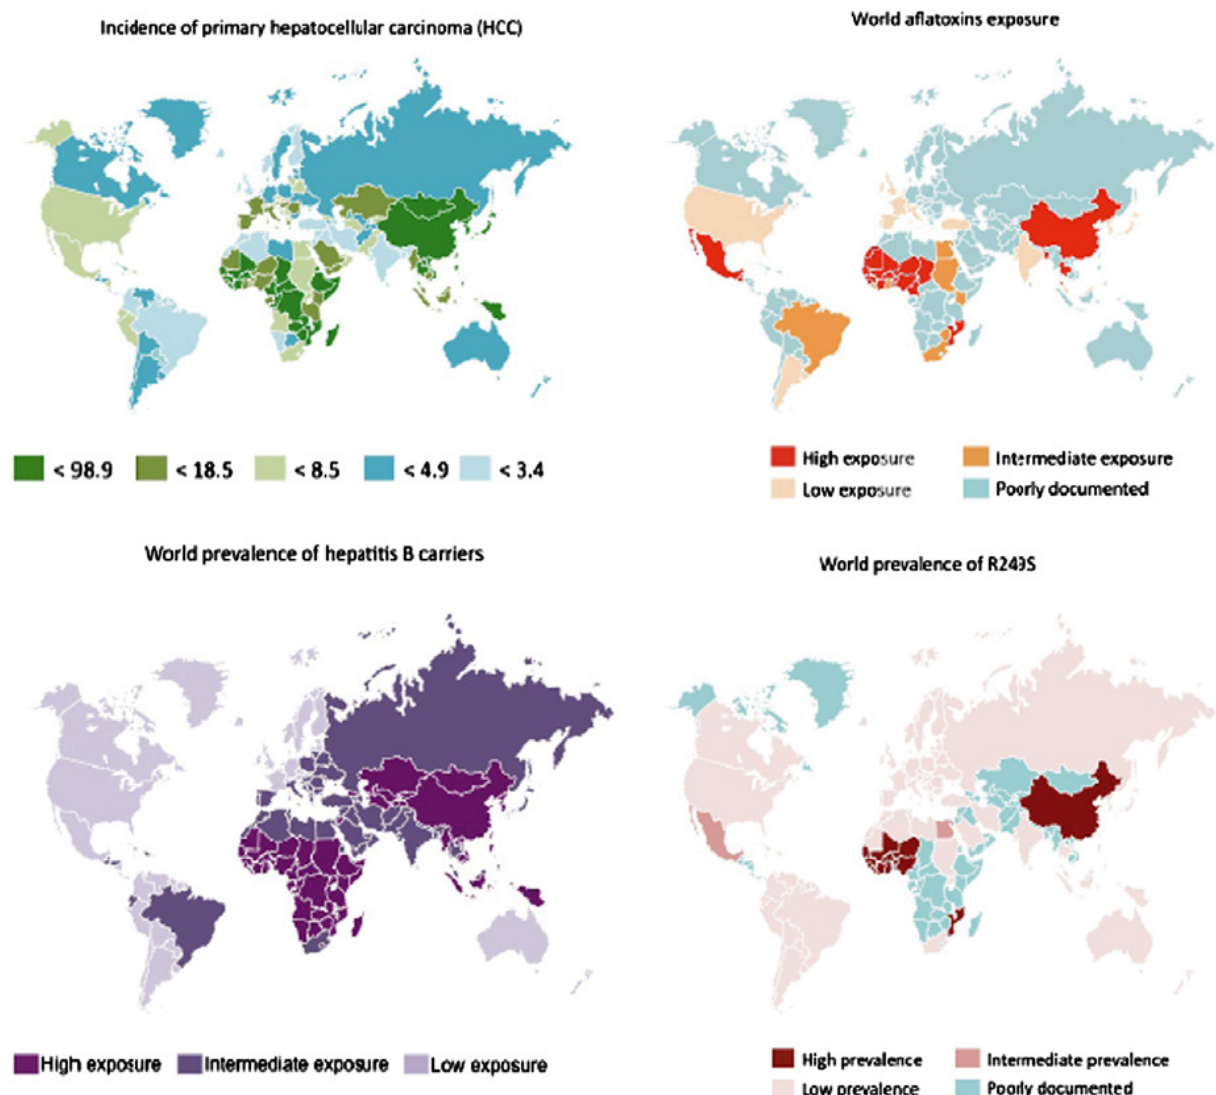 Incidence of primary hepatocellular carcinoma (HCC)
World aflatoxins exposure
< 98.9
< 18.5
< 8.5
< 4.9
< 3.4
High exposure
Intermediate exposure
Low exposure
Poorly documented
World prevalence of hepatitis B carriers
World prevalence of R249S
High exposure
Intermediate exposure
Low exposure
High prevalence
Intermediate prevalence
Low prevalence
Poorly documented